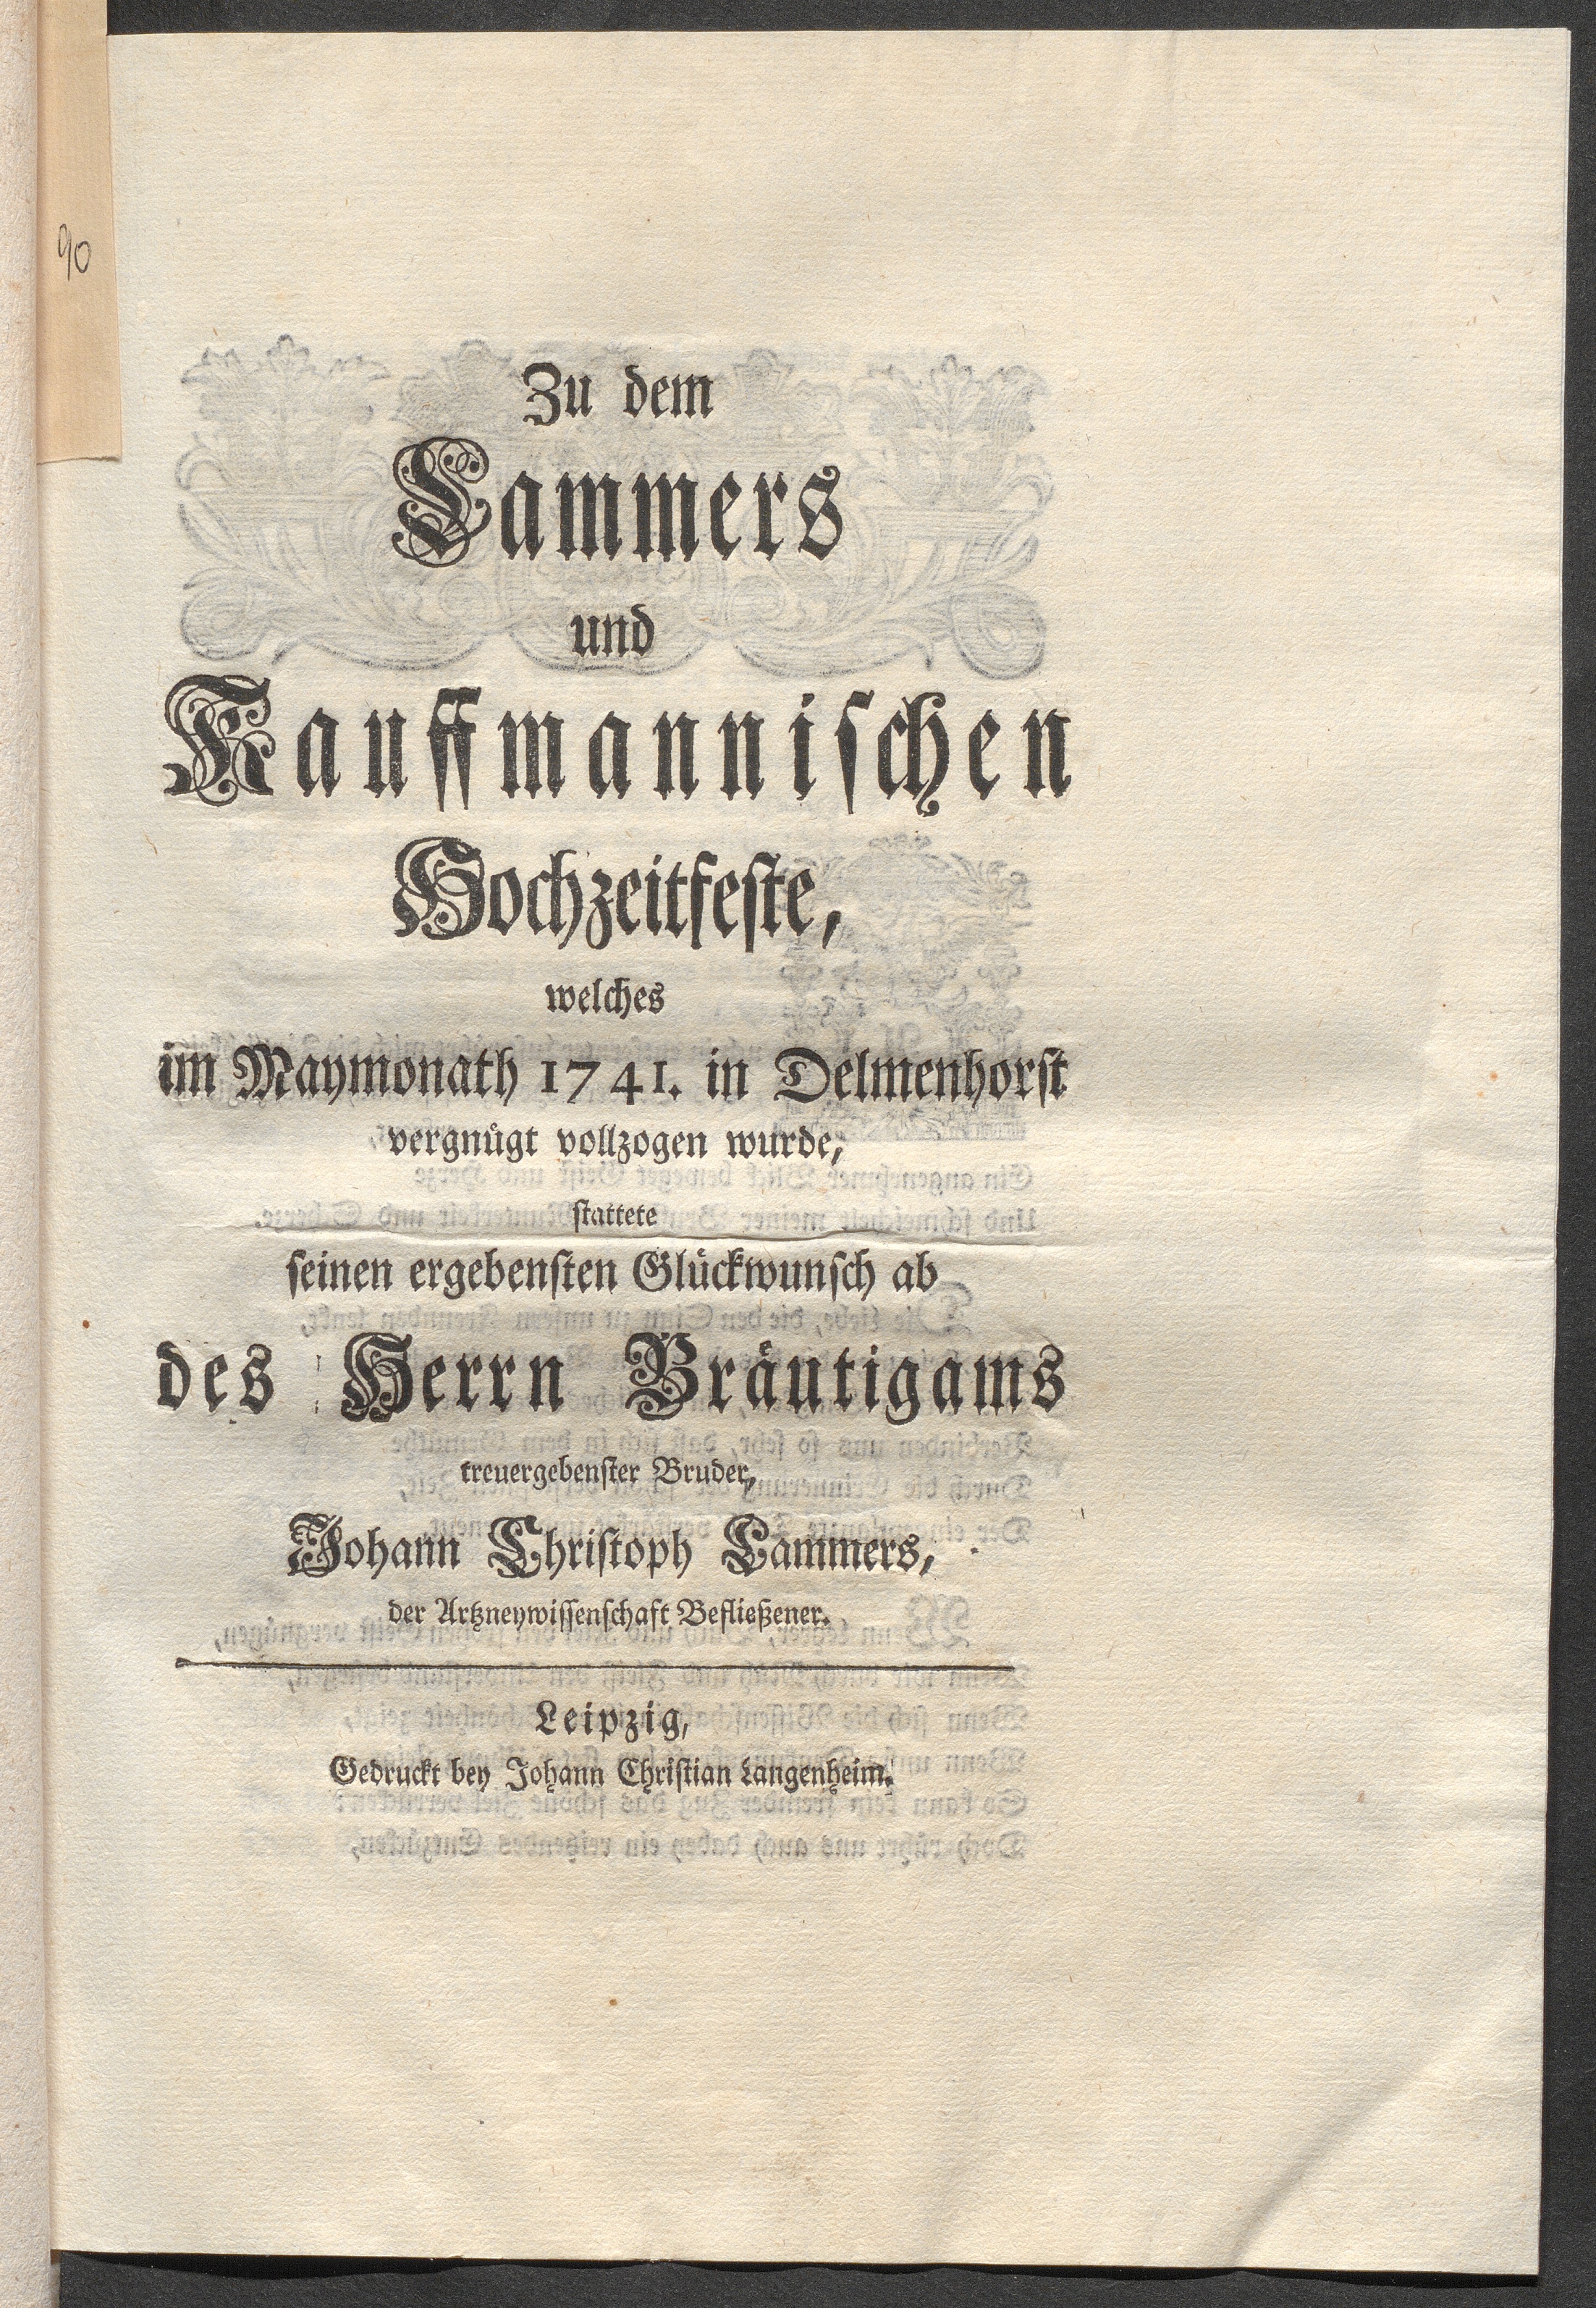 90
Zu dem
Lammers
und
Kauffmannischen
Hochzeitfeste,
welches
im Maymonath 1741. in Delmenhorst
vergnügt vollzogen wurde,
stattete
seinen ergebensten Glückwunsch ab
des Herrn Bräutigams
treuergebenster Bruder,
Johann Christoph Lammers,
der Artzneywissenschaft Befließener.
Leipzig,
Gedruckt bey Johann Christian Langenheim.